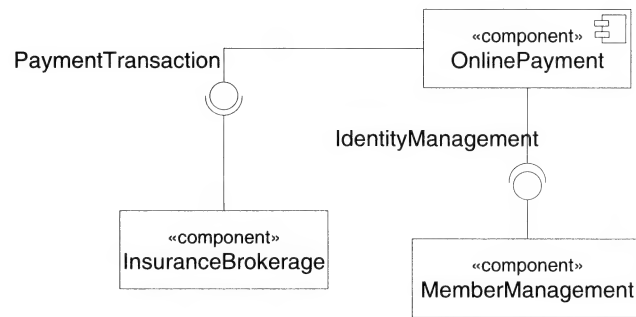 «component»
OnlinePayment
PaymentTransaction
IdentityManagement
«component»
InsuranceBrokerage
«component»
MemberManagement